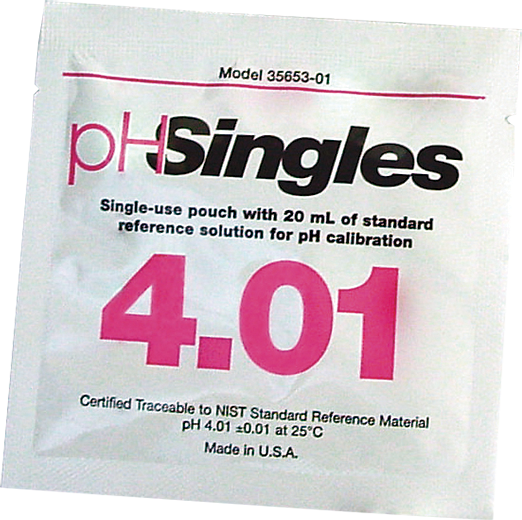 Model 35653-01
pHSingles
Single-use pouch with 20 mL of standard
reference solution for pH calibration
4.01
Certified Traceable to NIST Standard Reference Material
pH 4.01 ±0.01 at 25°C
Made in U.S.A.